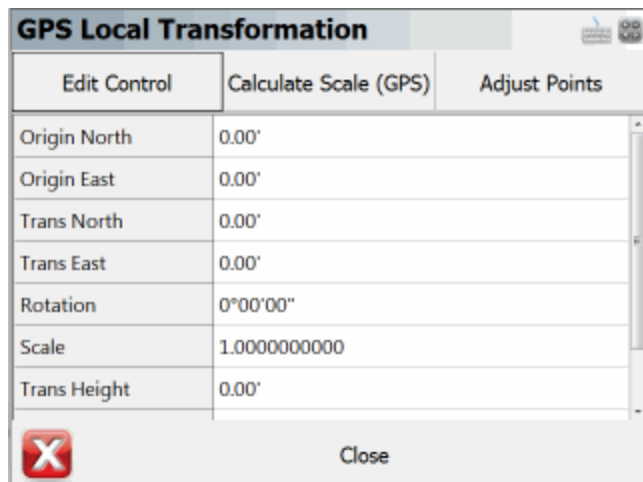 GPS Local Transformation
Edit Control Calculate Scale (GPS) Adjust Points
Origin North 0.00'
Origin East 0.00'
Trans North 0.00'
Trans East 0.00'
Rotation 0°00'00"
Scale 1.0000000000
Trans Height 0.00'
Close